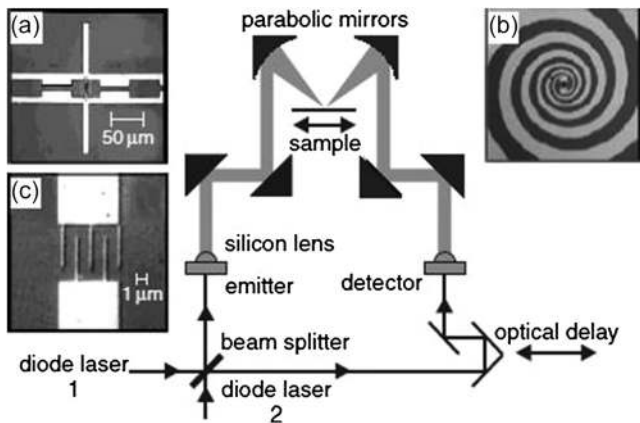 (a)
50 μm
(c)
1 μm
parabolic mirrors
(b)
sample
silicon lens
emitter
detector
beam splitter
optical delay
diode laser
1
diode laser
2